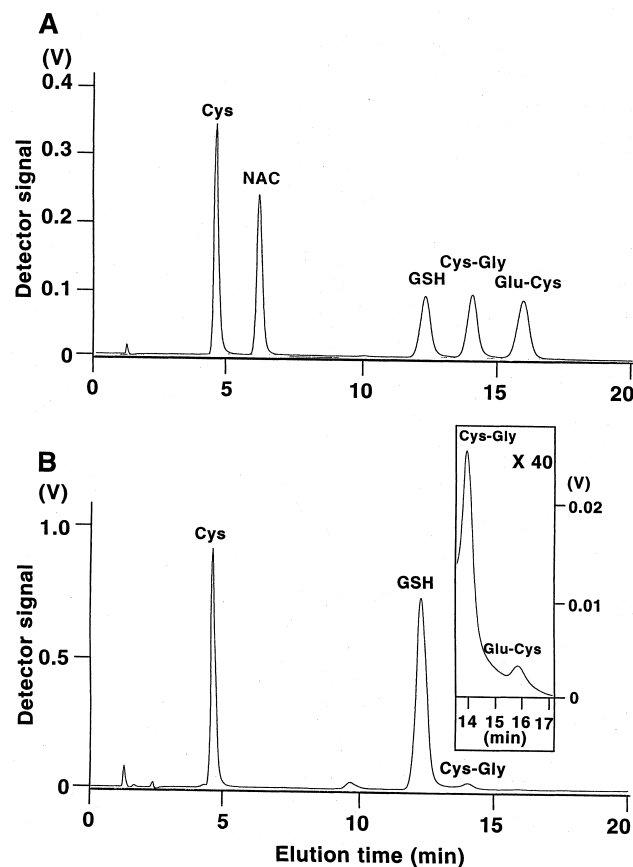 A
(V)
0.4
0.3
0.2
0.1
0
Detector signal
Cys
NAC
GSH
Cys-Gly
Glu-Cys
0 5 10 15 20
B
(V)
1.0
0.5
0
Detector signal
Cys
GSH
Cys-Gly
Cys-Gly
X 40
(V)
0.02
0.01
0
Glu-Cys
14 15 16 17
(min)
0 5 10 15 20
Elution time (min)